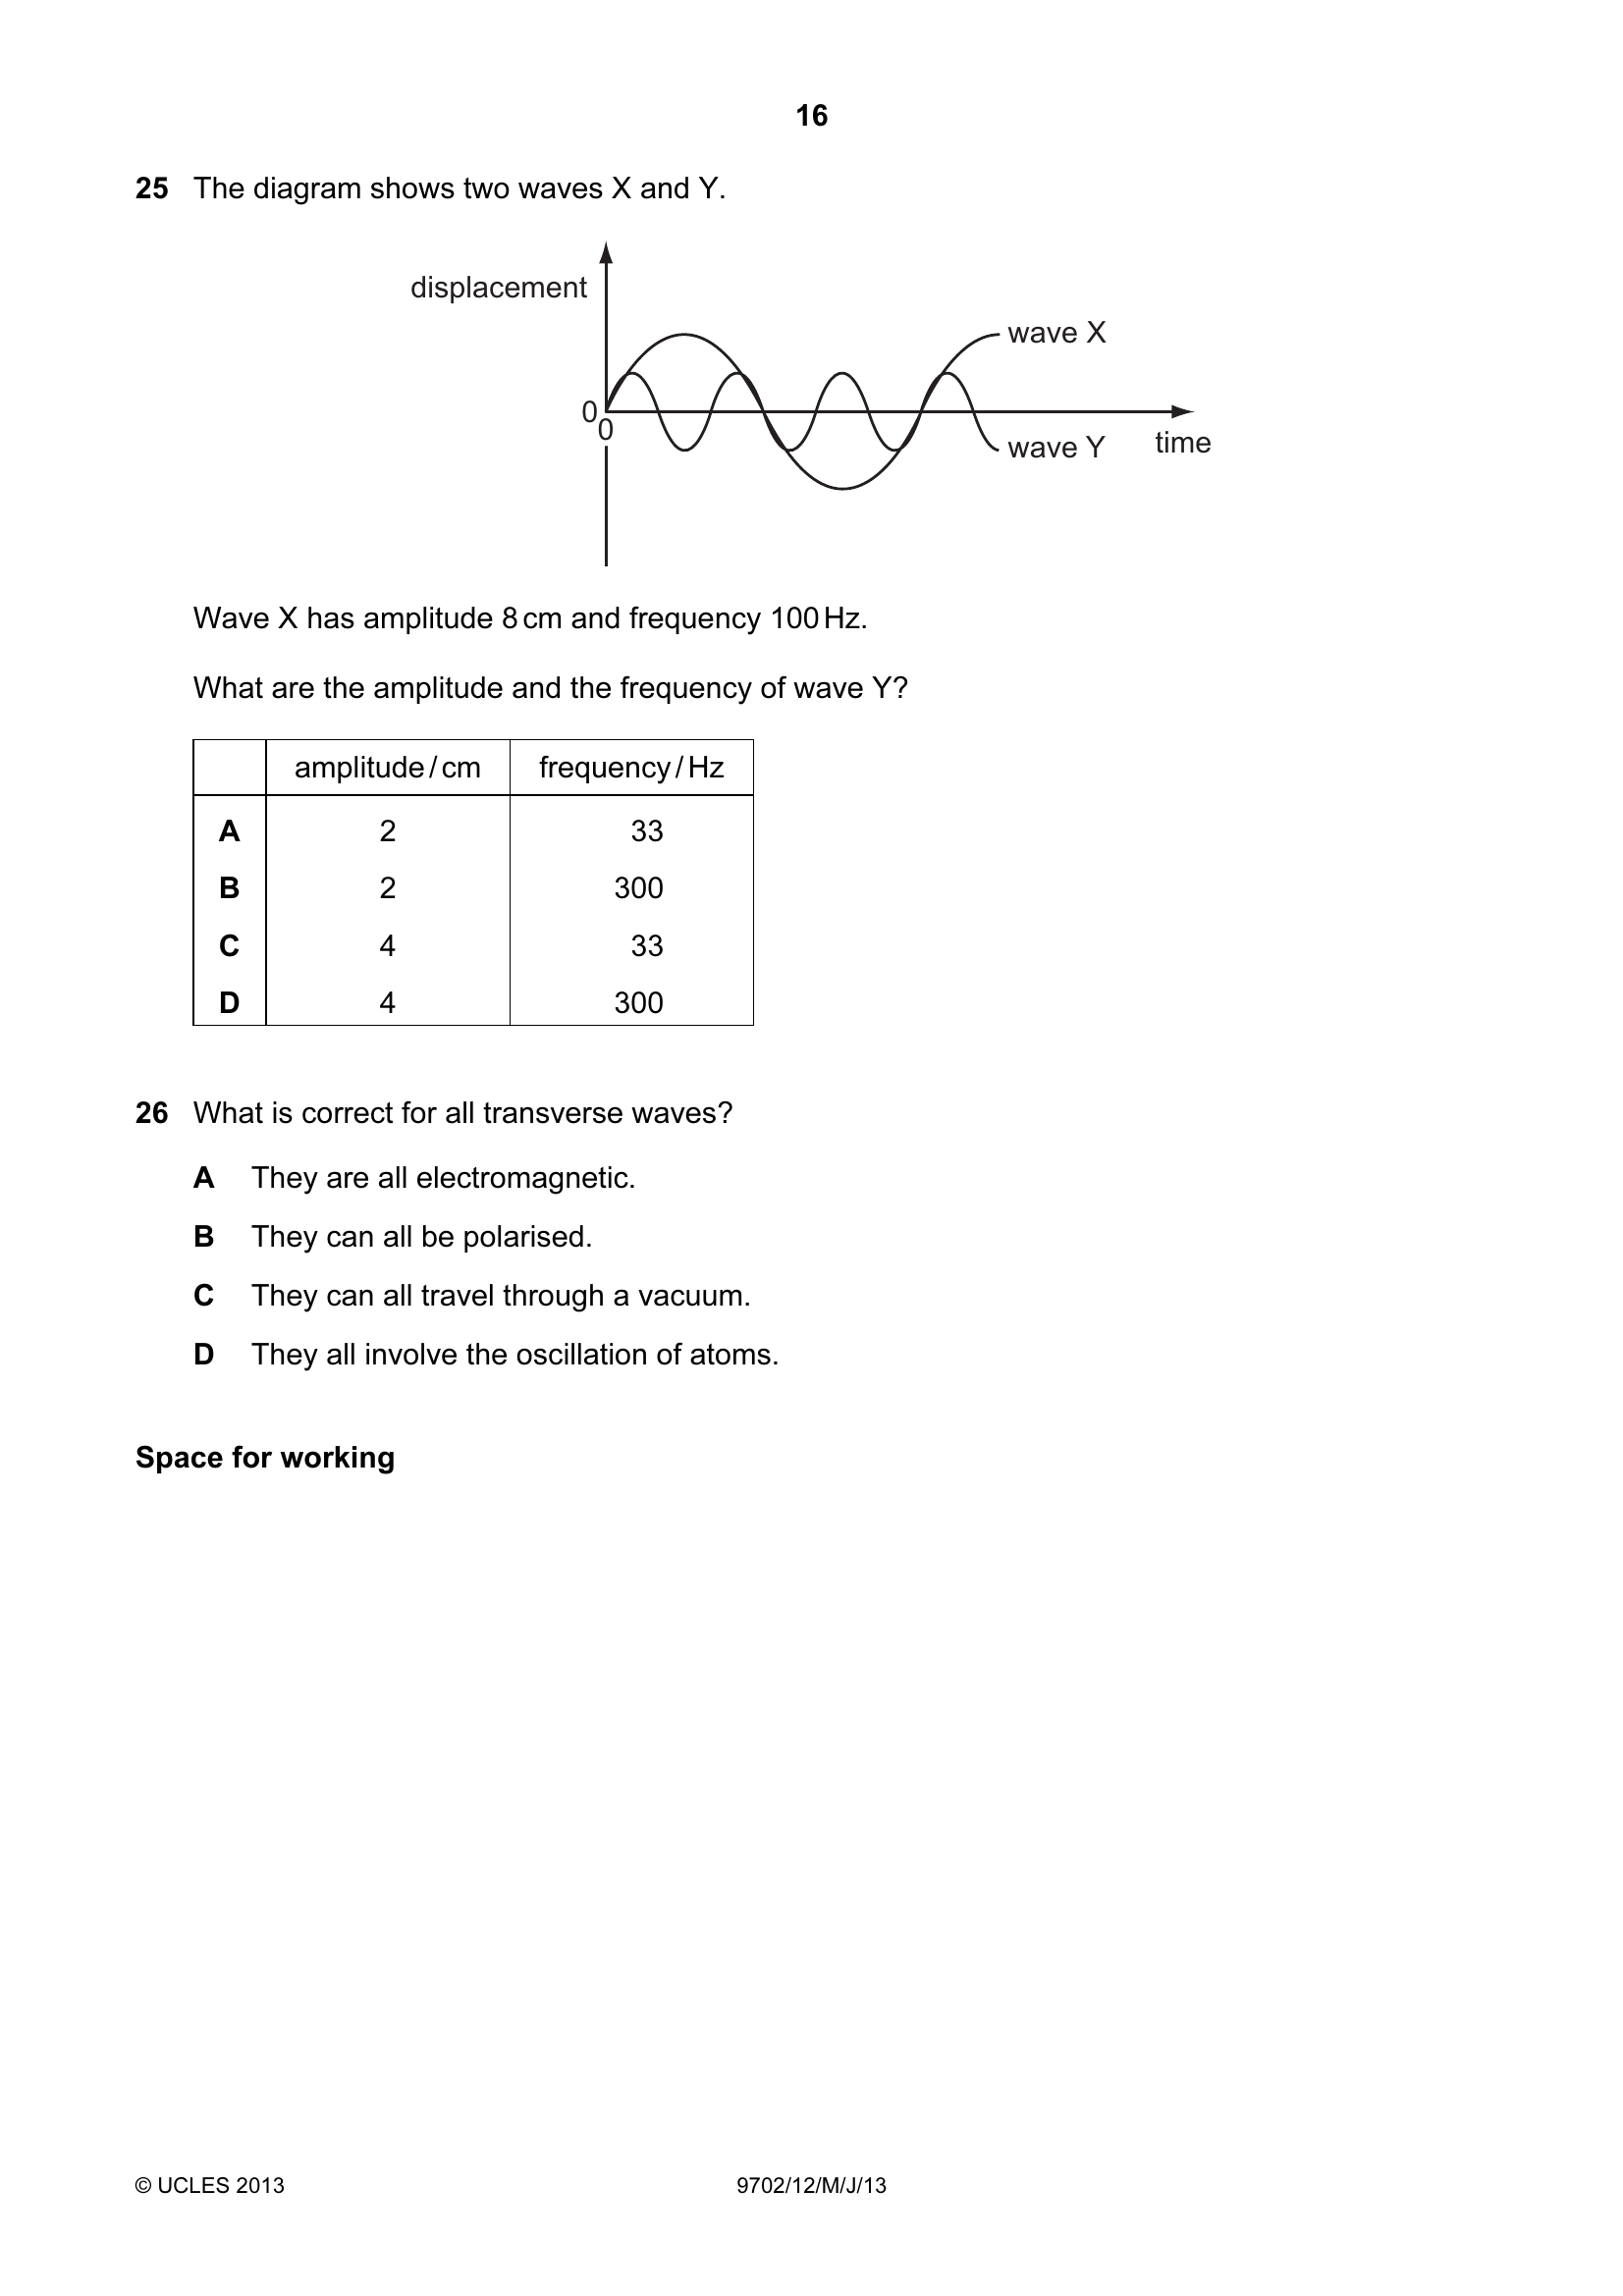 16
25 The diagram shows two waves X and Y.
displacement
wave X
0
0
wave Y
time
Wave X has amplitude 8 cm and frequency 100 Hz.
What are the amplitude and the frequency of wave Y?
amplitude / cm frequency / Hz
A 2 33
B 2 300
C 4 33
D 4 300
26 What is correct for all transverse waves?
A They are all electromagnetic.
B They can all be polarised.
C They can all travel through a vacuum.
D They all involve the oscillation of atoms.
Space for working
© UCLES 2013 9702/12/M/J/13